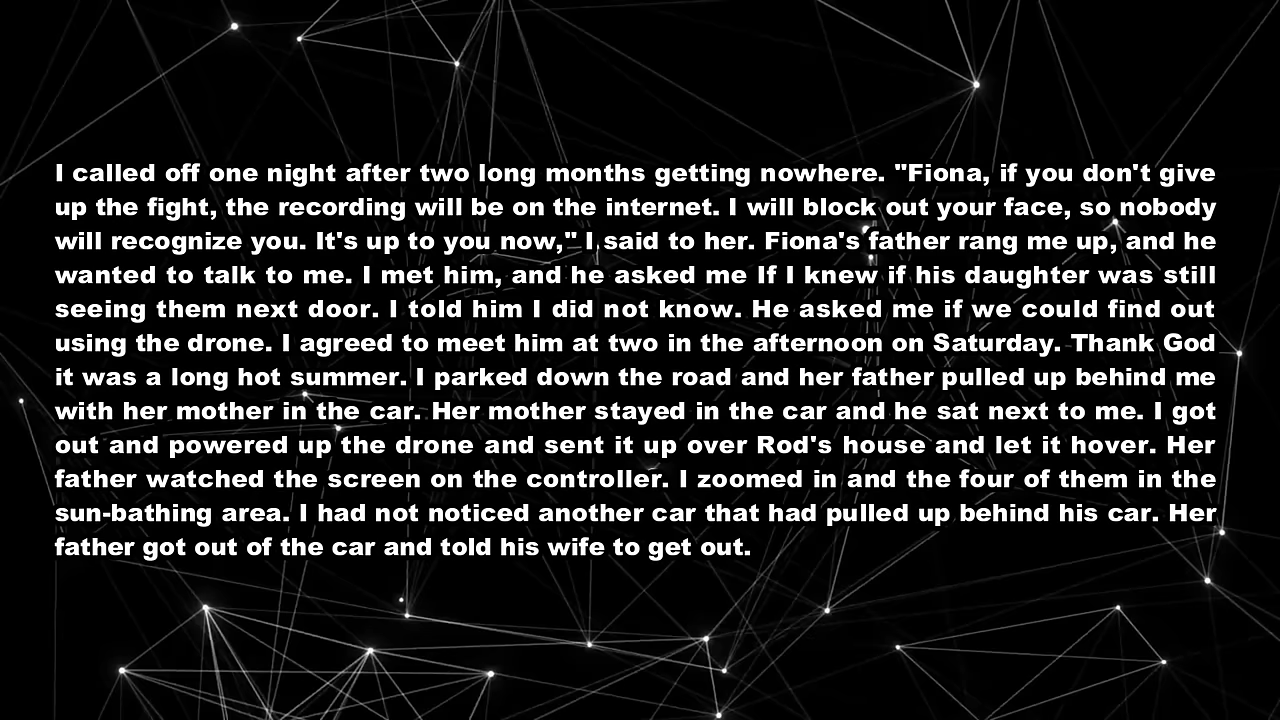 I called off one night after two long months getting nowhere. "Fiona, if you don't give
up the fight, the recording will be on the internet. I will block out your face, so nobody
will recognize you. It's up to you now," I said to her. Fiona's father rang me up, and he
wanted to talk to me. I met him, and he asked me If I knew if his daughter was still
seeing them next door. I told him I did not know. He asked me if we could find out
using the drone. I agreed to meet him at two in the afternoon on Saturday. Thank God
it was a long hot summer. I parked down the road and her father pulled up behind me
with her mother in the car. Her mother stayed in the car and he sat next to me. I got
out and powered up the drone and sent it up over Rod's house and let it hover. Her
father watched the screen on the controller. I zoomed in and the four of them in the
sun-bathing area. I had not noticed another car that had pulled up behind his car. Her
father got out of the car and told his wife to get out.